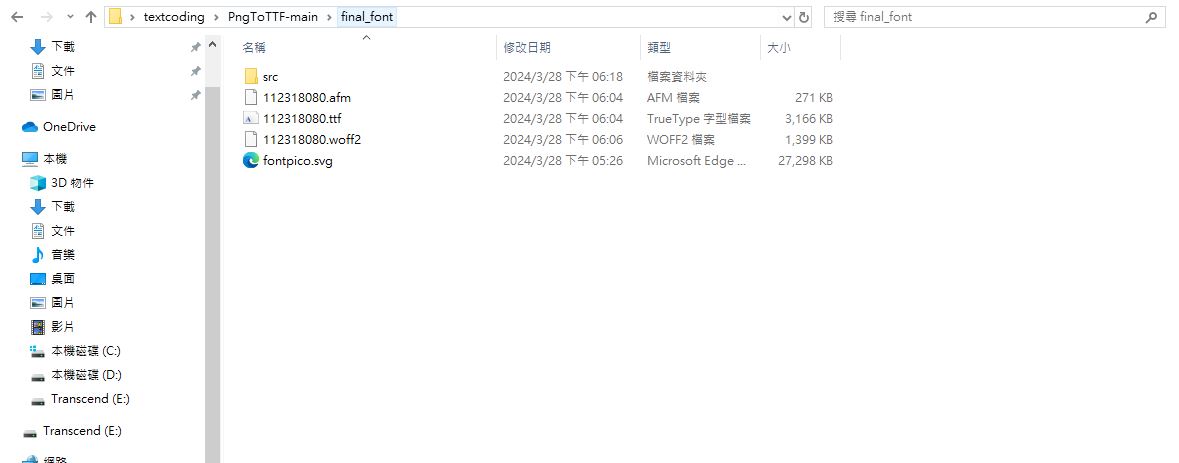 textcoding > PngToTTF-main > final_font
搜尋 final_font
下載
文件
圖片
OneDrive
本機
3D 物件
下載
文件
音樂
桌面
圖片
影片
本機磁碟 (C:)
本機磁碟 (D:)
Transcend (E:)
Transcend (E:)
網路
名稱 修改日期 類型 大小
src 2024/3/28 下午 06:18 檔案資料夾
112318080.afm 2024/3/28 下午 06:04 AFM 檔案 271 KB
112318080.ttf 2024/3/28 下午 06:04 TrueType 字型檔案 3,166 KB
112318080.woff2 2024/3/28 下午 06:06 WOFF2 檔案 1,399 KB
fontpico.svg 2024/3/28 下午 05:26 Microsoft Edge ... 27,298 KB